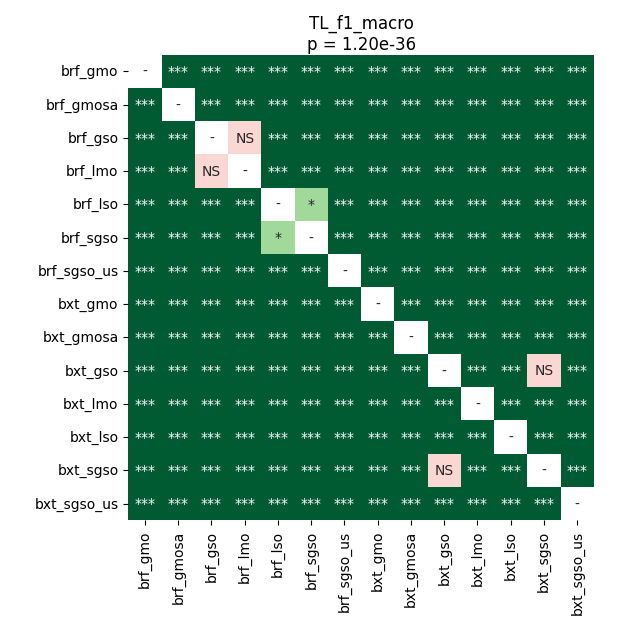 TL_f1_macro
p = 1.20e-36
brf_gmo - *** *** *** *** *** *** *** *** *** *** *** *** ***
brf_gmosa *** - *** *** *** *** *** *** *** *** *** *** *** ***
brf_gso *** *** - NS *** *** *** *** *** *** *** *** *** ***
brf_lmo *** *** NS - *** *** *** *** *** *** *** *** *** ***
brf_lso *** *** *** *** - * *** *** *** *** *** *** *** ***
brf_sgso *** *** *** *** * - *** *** *** *** *** *** *** ***
brf_sgso_us *** *** *** *** *** *** - *** *** *** *** *** *** ***
bxt_gmo *** *** *** *** *** *** *** - *** *** *** *** *** ***
bxt_gmosa *** *** *** *** *** *** *** *** - *** *** *** *** ***
bxt_gso *** *** *** *** *** *** *** *** *** - *** *** NS ***
bxt_lmo *** *** *** *** *** *** *** *** *** *** - *** *** ***
bxt_lso *** *** *** *** *** *** *** *** *** *** *** - *** ***
bxt_sgso *** *** *** *** *** *** *** *** *** NS *** *** - ***
bxt_sgso_us *** *** *** *** *** *** *** *** *** *** *** *** *** -
brf_gmo
brf_gmosa
brf_gso
brf_lmo
brf_lso
brf_sgso
brf_sgso_us
bxt_gmo
bxt_gmosa
bxt_gso
bxt_lmo
bxt_lso
bxt_sgso
bxt_sgso_us